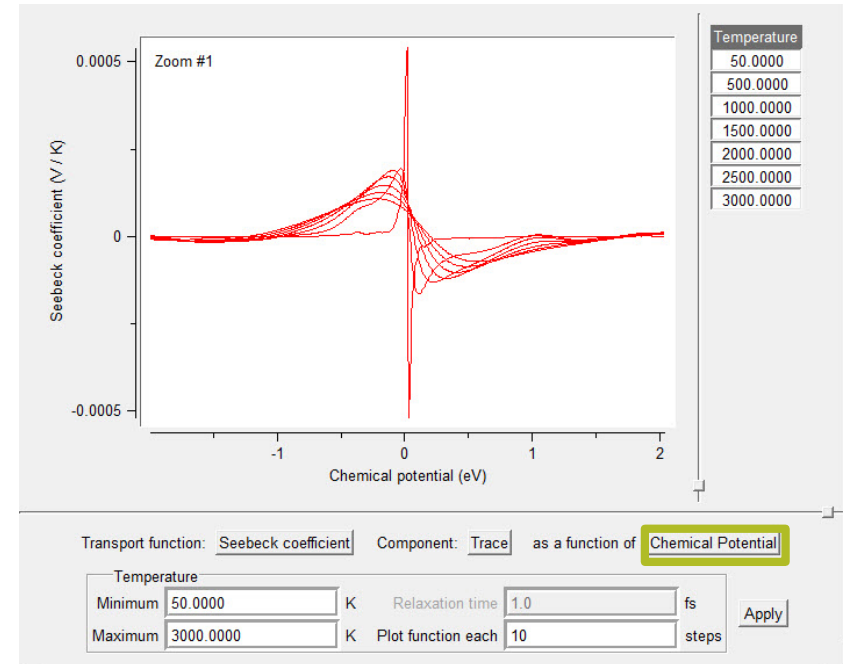 Temperature
50.0000
500.0000
1000.0000
1500.0000
2000.0000
2500.0000
3000.0000
Zoom #1
0.0005
0
-0.0005
Seebeck coefficient (V / K)
-1 0 1 2
Chemical potential (eV)
Transport function: Seebeck coefficient Component: Trace as a function of Chemical Potential
Temperature
Minimum 50.0000 K Relaxation time 1.0 fs
Apply
Maximum 3000.0000 K Plot function each 10 steps